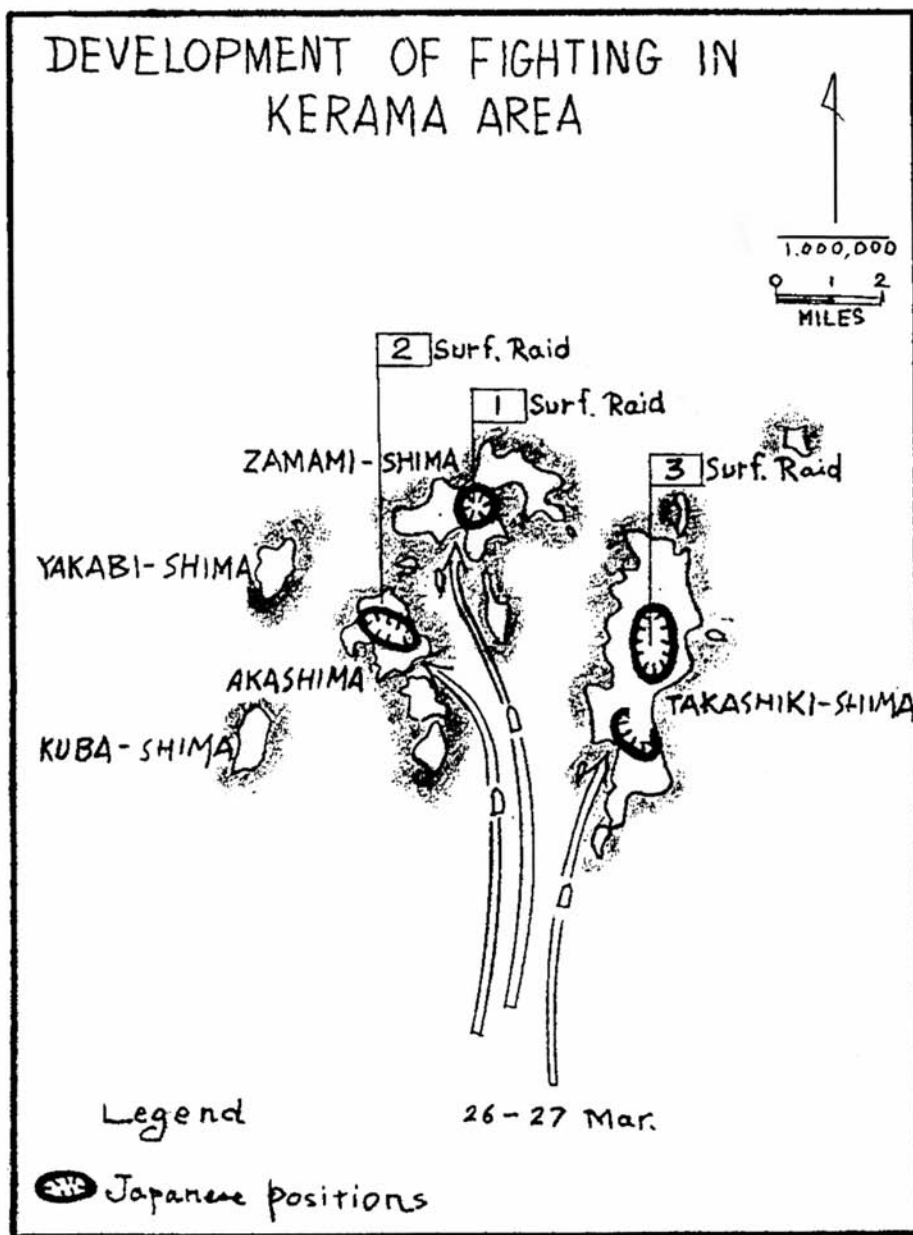 DEVELOPMENT OF FIGHTING IN
KERAMA AREA
1.000,000
0 1 2
MILES
2 Surf. Raid
1 Surf. Raid
ZAMAMI-SHIMA
3 Surf. Raid
YAKABI-SHIMA
AKASHIMA
TAKASHIKI-SHIMA
KUBA-SHIMA
Legend
26-27 Mar.
Japanese positions